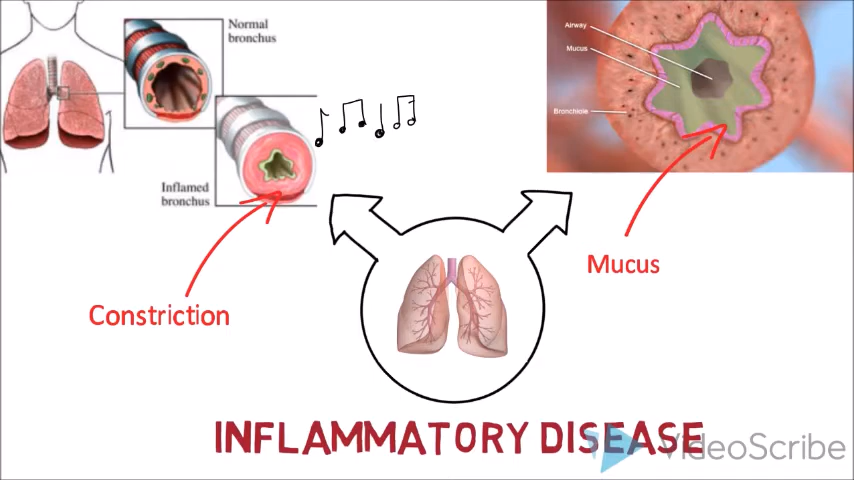 Normal
bronchus
Airway
Mucus
Bronchiole
Inflamed
bronchus
Mucus
Constriction
INFLAMMATORY DISEASE
VideoScribe